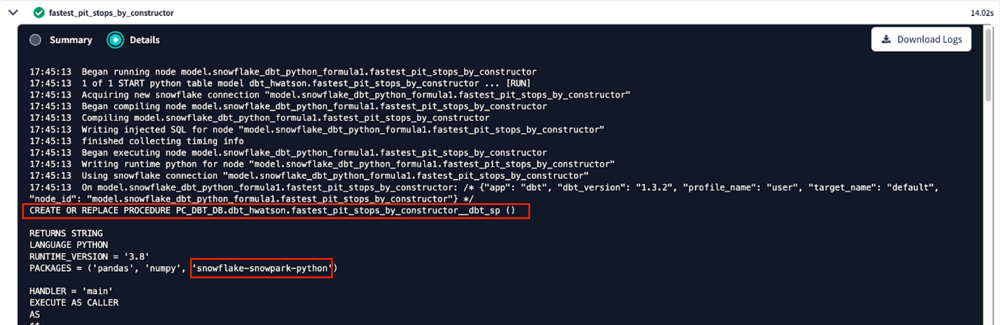 fastest_pit_stops_by_constructor 14.02s
Summary Details Download Logs
17:45:13 Began running node model.snowflake_dbt_python_formula1.fastest_pit_stops_by_constructor
17:45:13 1 of 1 START python table model dbt_hwatson.fastest_pit_stops_by_constructor ... [RUN]
17:45:13 Acquiring new snowflake connection "model.snowflake_dbt_python_formula1.fastest_pit_stops_by_constructor"
17:45:13 Began compiling node model.snowflake_dbt_python_formula1.fastest_pit_stops_by_constructor
17:45:13 Compiling model.snowflake_dbt_python_formula1.fastest_pit_stops_by_constructor
17:45:13 Writing injected SQL for node "model.snowflake_dbt_python_formula1.fastest_pit_stops_by_constructor"
17:45:13 finished collecting timing info
17:45:13 Began executing node model.snowflake_dbt_python_formula1.fastest_pit_stops_by_constructor
17:45:13 Writing runtime python for node "model.snowflake_dbt_python_formula1.fastest_pit_stops_by_constructor"
17:45:13 Using snowflake connection "model.snowflake_dbt_python_formula1.fastest_pit_stops_by_constructor"
17:45:13 On model.snowflake_dbt_python_formula1.fastest_pit_stops_by_constructor: /* {"app": "dbt", "dbt_version": "1.3.2", "profile_name": "user", "target_name": "default",
"node_id": "model.snowflake_dbt_python_formula1.fastest_pit_stops_by_constructor"} */
CREATE OR REPLACE PROCEDURE PC_DBT_DB.dbt_hwatson.fastest_pit_stops_by_constructor__dbt_sp ()
RETURNS STRING
LANGUAGE PYTHON
RUNTIME_VERSION = '3.8'
PACKAGES = ('pandas', 'numpy', 'snowflake-snowpark-python')
HANDLER = 'main'
EXECUTE AS CALLER
AS
$$